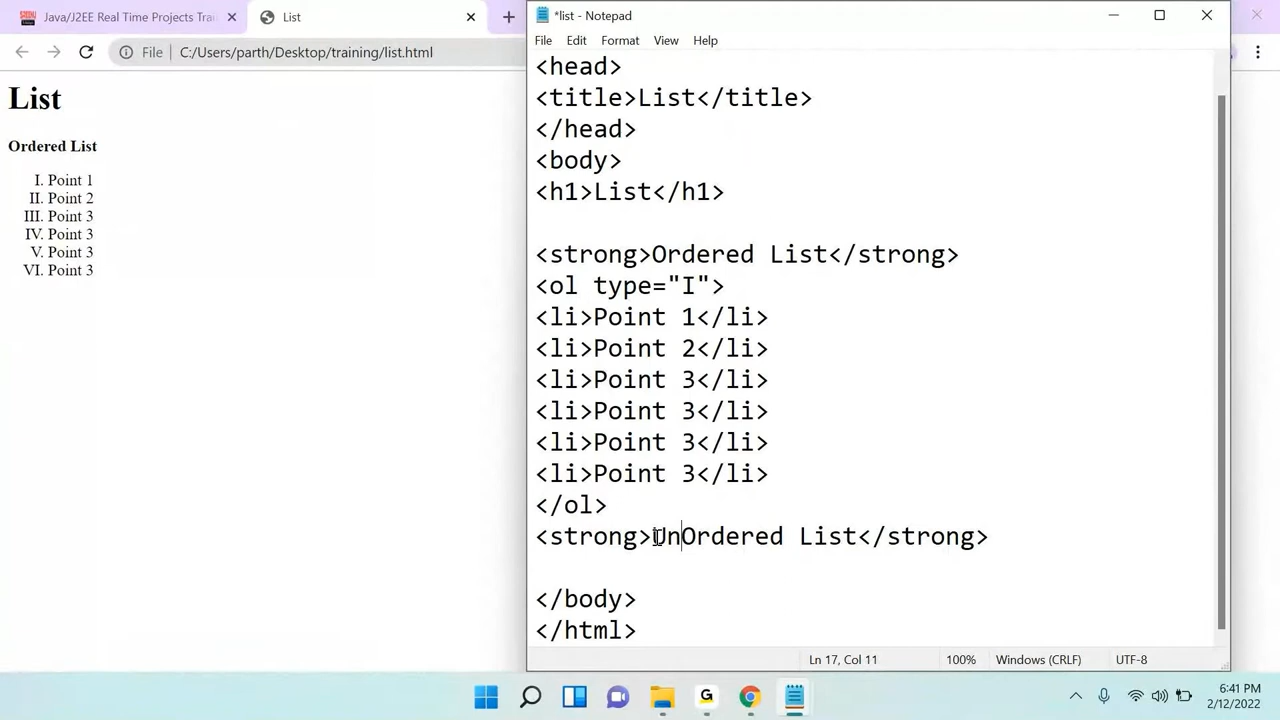 Java/J2EE Real Time Projects Trai
List
File
C:/Users/parth/Desktop/training/list.html
List
Ordered List
I. Point 1
II. Point 2
III. Point 3
IV. Point 3
V. Point 3
VI. Point 3
*list - Notepad
File Edit Format View Help
<head>
<title>List</title>
</head>
<body>
<h1>List</h1>
<strong>Ordered List</strong>
<ol type="I">
<li>Point 1</li>
<li>Point 2</li>
<li>Point 3</li>
<li>Point 3</li>
<li>Point 3</li>
<li>Point 3</li>
</ol>
<strong>UnOrdered List</strong>
</body>
</html>
Ln 17, Col 11 100% Windows (CRLF) UTF-8
G
6:41 PM
2/12/2022